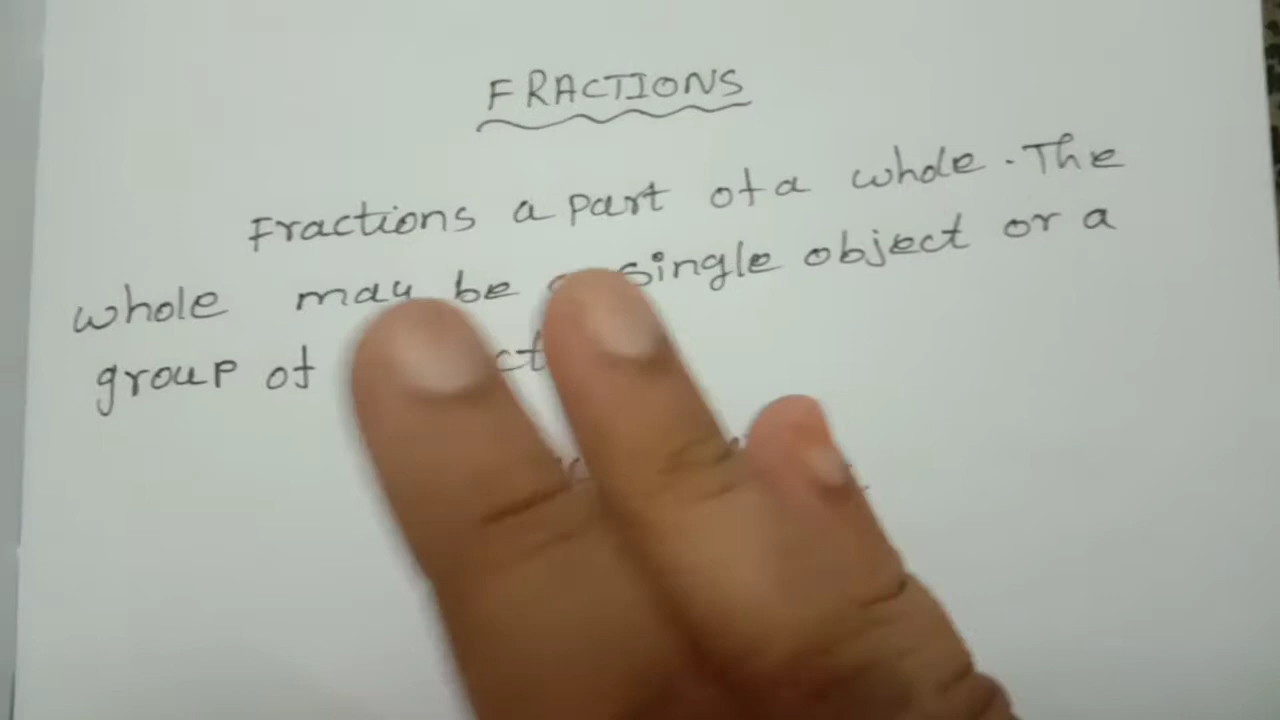 FRACTIONS
Fractions a part of a whole. The
whole may be single object or a
group of